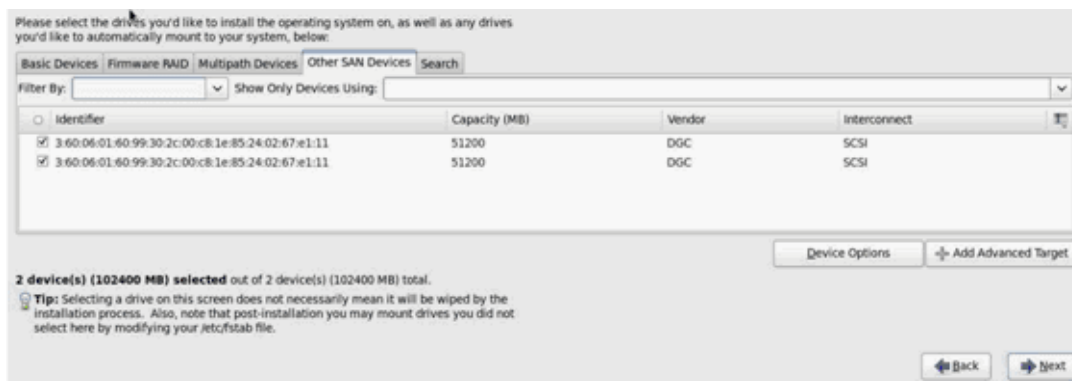 Please select the drives you'd like to install the operating system on, as well as any drives
you'd like to automatically mount to your system, below:
Basic Devices Firmware RAID Multipath Devices Other SAN Devices Search
Filter By: Show Only Devices Using:
Identifier Capacity (MB) Vendor Interconnect
3:60:06:01:60:99:30:2c:00:c8:1e:85:24:02:67:e1:11 51200 DGC SCSI
3:60:06:01:60:99:30:2c:00:c8:1e:85:24:02:67:e1:11 51200 DGC SCSI
Device Options Add Advanced Target
2 device(s) (102400 MB) selected out of 2 device(s) (102400 MB) total.
Tip: Selecting a drive on this screen does not necessarily mean it will be wiped by the
installation process. Also, note that post-installation you may mount drives you did not
select here by modifying your /etc/fstab file.
Back Next